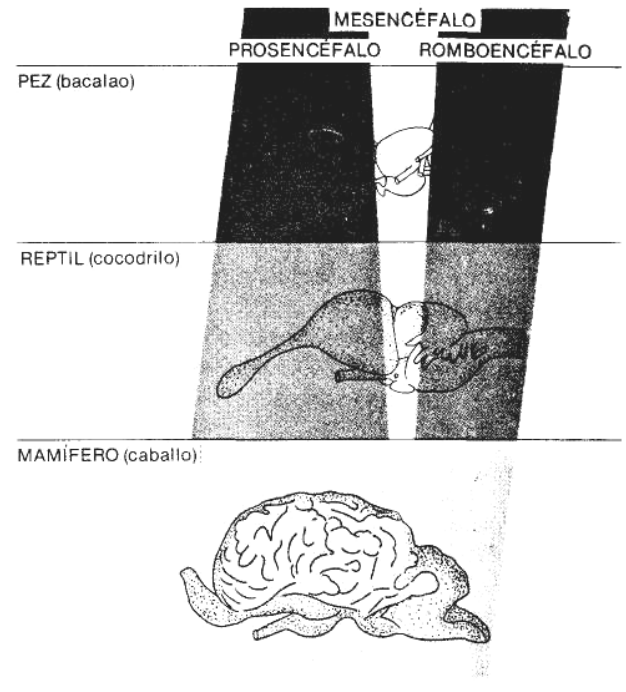 MESENCÉFALO
PROSENCÉFALO ROMBOENCÉFALO
PEZ (bacalao)
REPTIL (cocodrilo)
MAMÍFERO (caballo)